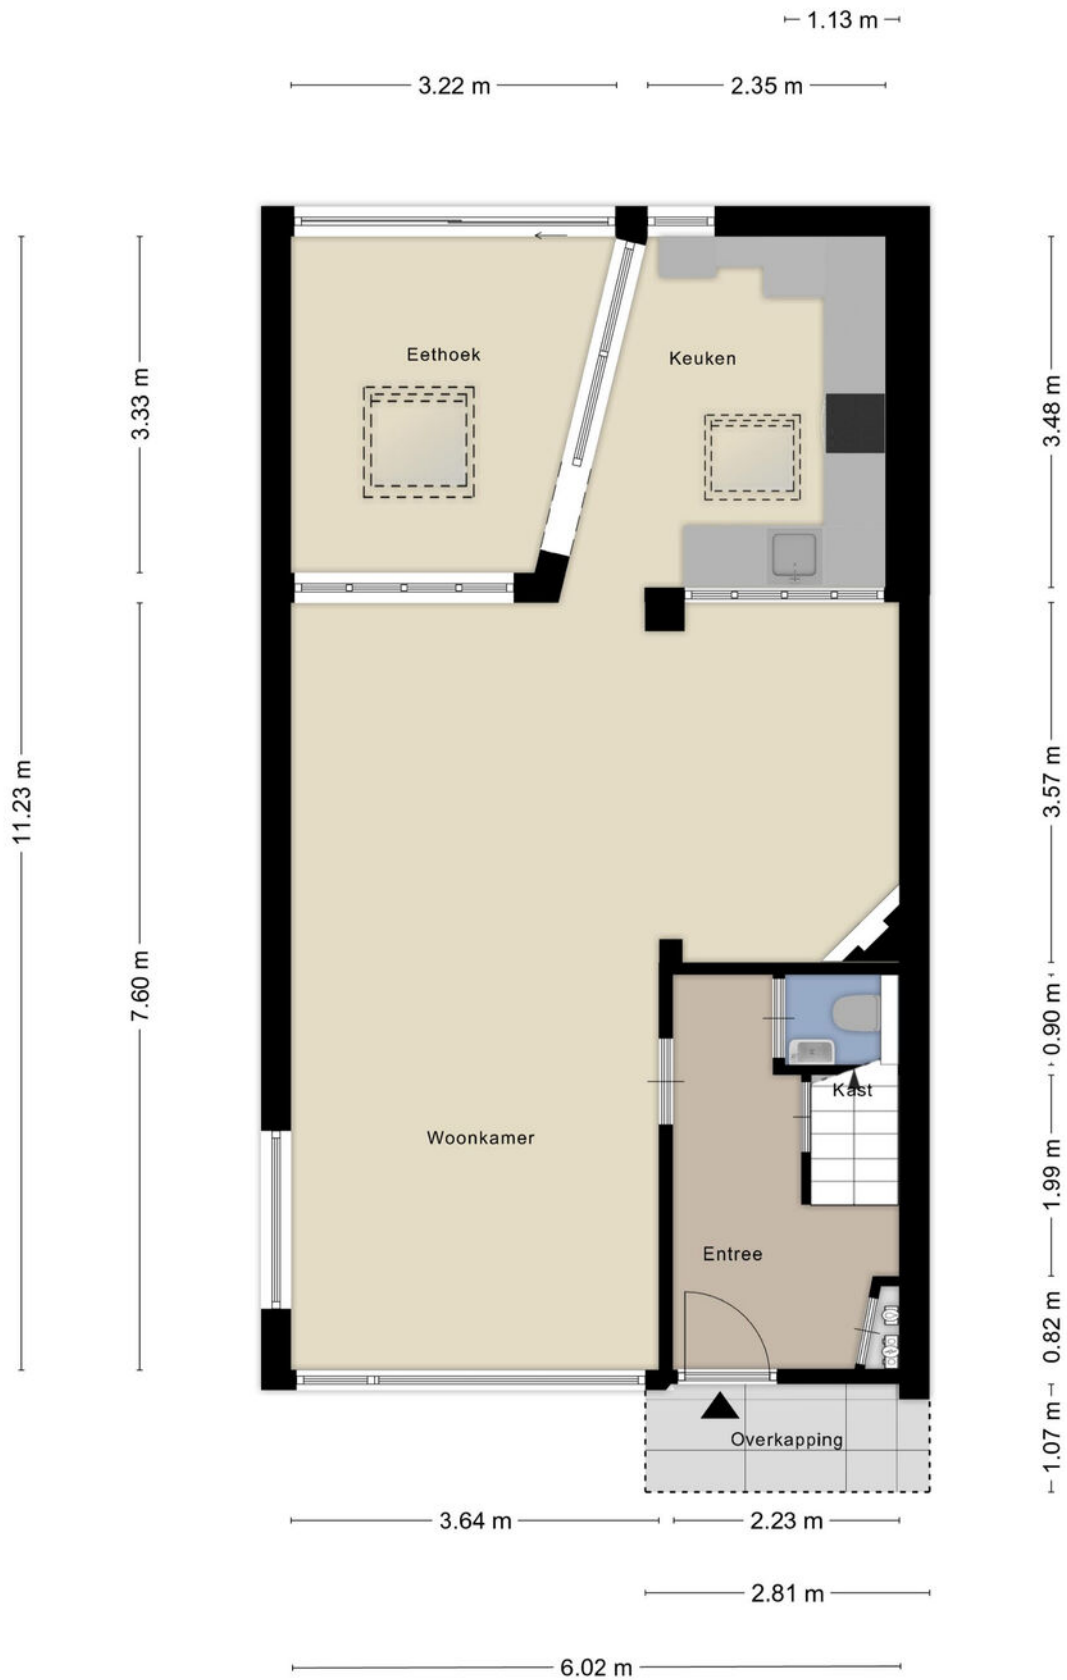 1.13 m
3.22 m
2.35 m
Eethoek
Keuken
3.33 m
3.48 m
11.23 m
3.57 m
7.60 m
0.90 m
Kast
Woonkamer
1.99 m
Entree
0.82 m
Overkapping
1.07 m
3.64 m
2.23 m
2.81 m
6.02 m